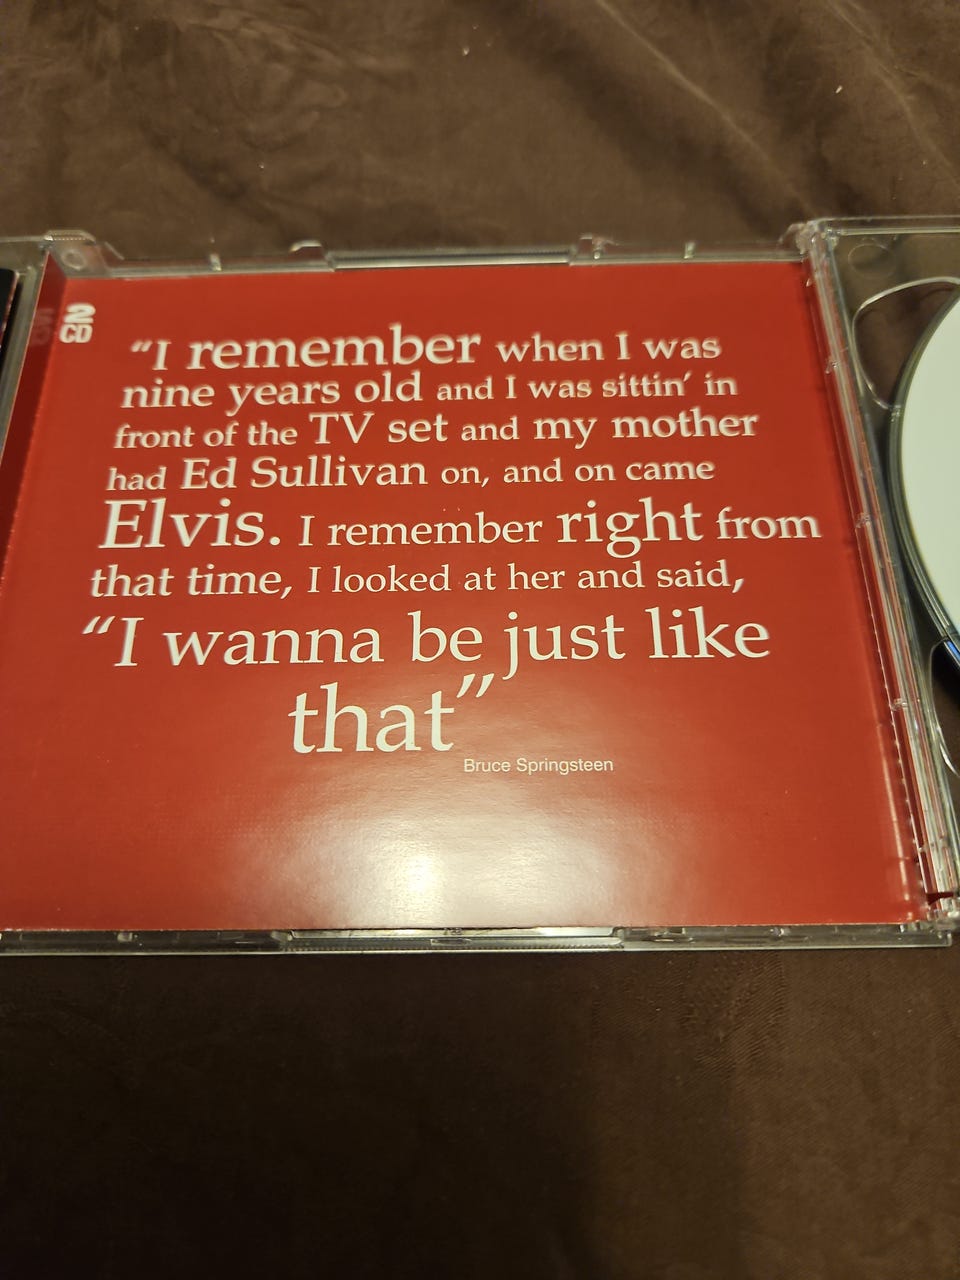 2
CD
“I remember when I was
nine years old and I was sittin’ in
front of the TV set and my mother
had Ed Sullivan on, and on came
Elvis. I remember right from
that time, I looked at her and said,
“I wanna be just like
that”
Bruce Springsteen